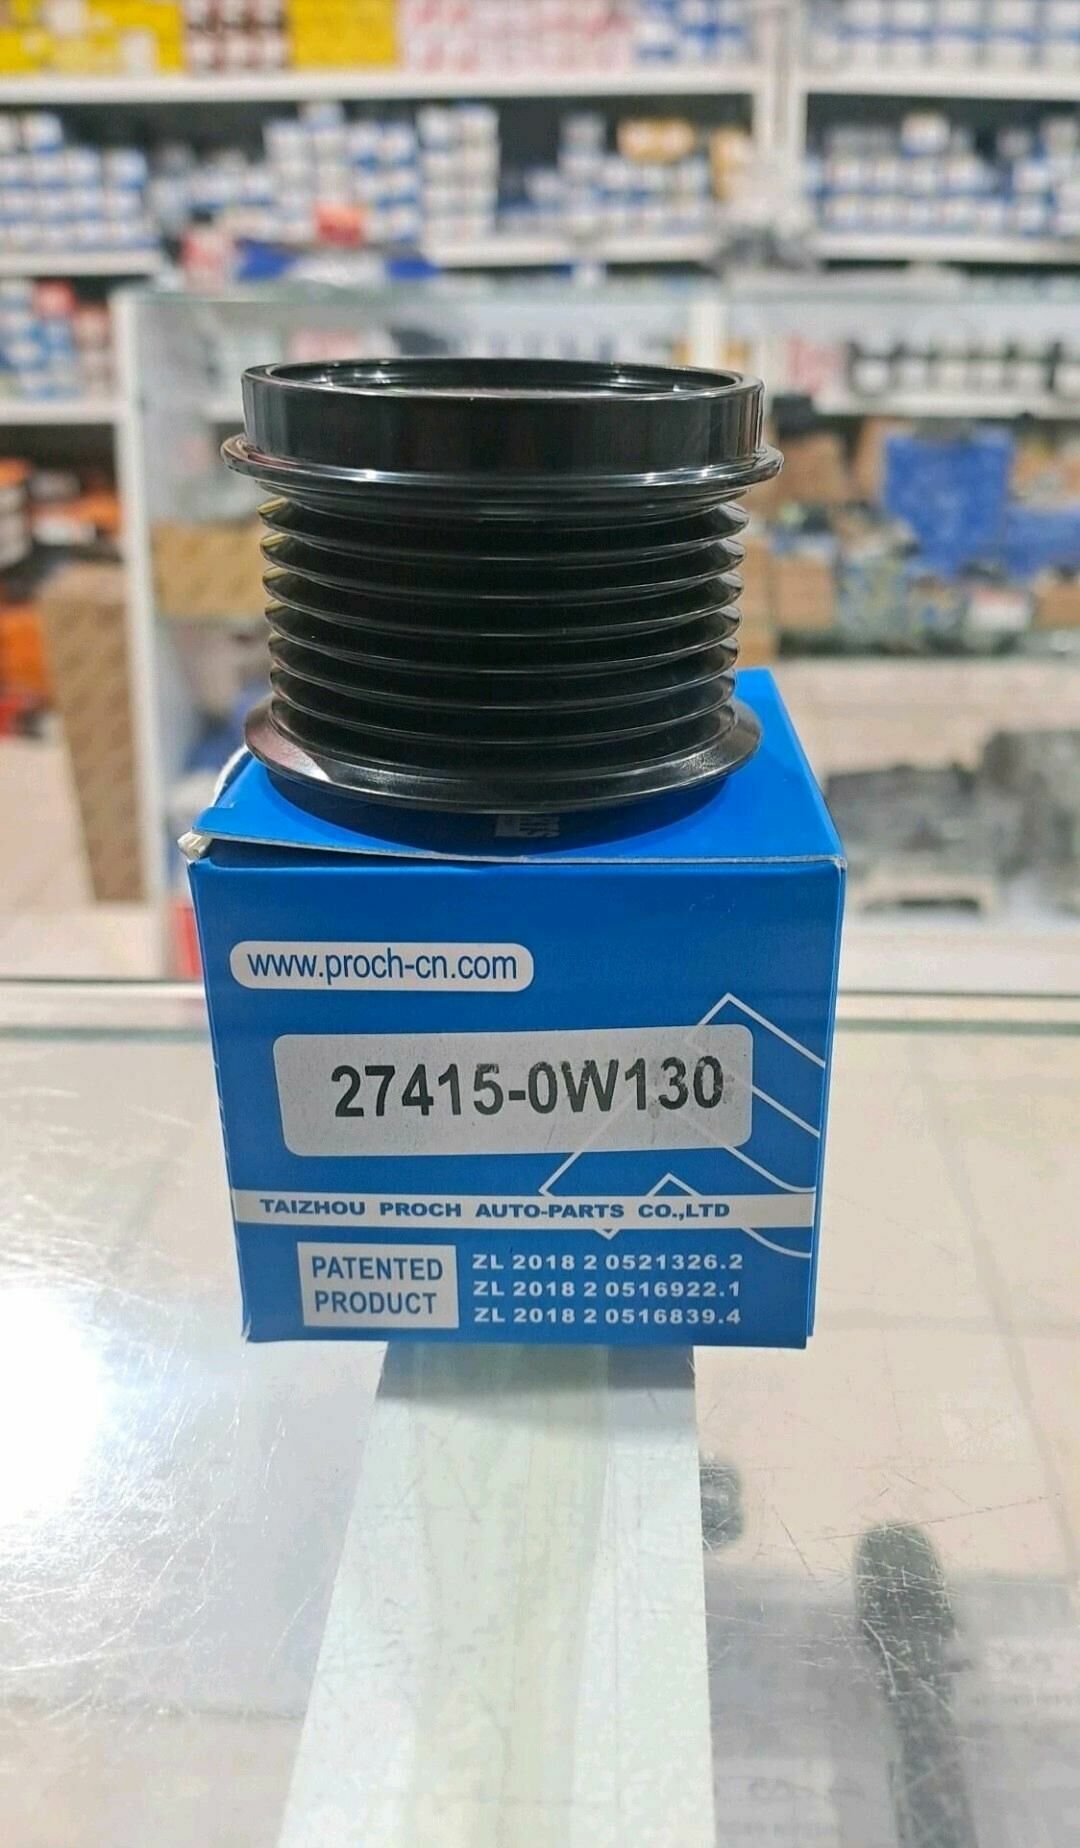 www.proch-cn.com
27415-0W130
TAIZHOU PROCH AUTO-PARTS CO.,LTD
PATENTED
PRODUCT
ZL 2018 2 0521326.2
ZL 2018 2 0516922.1
ZL 2018 2 0516839.4